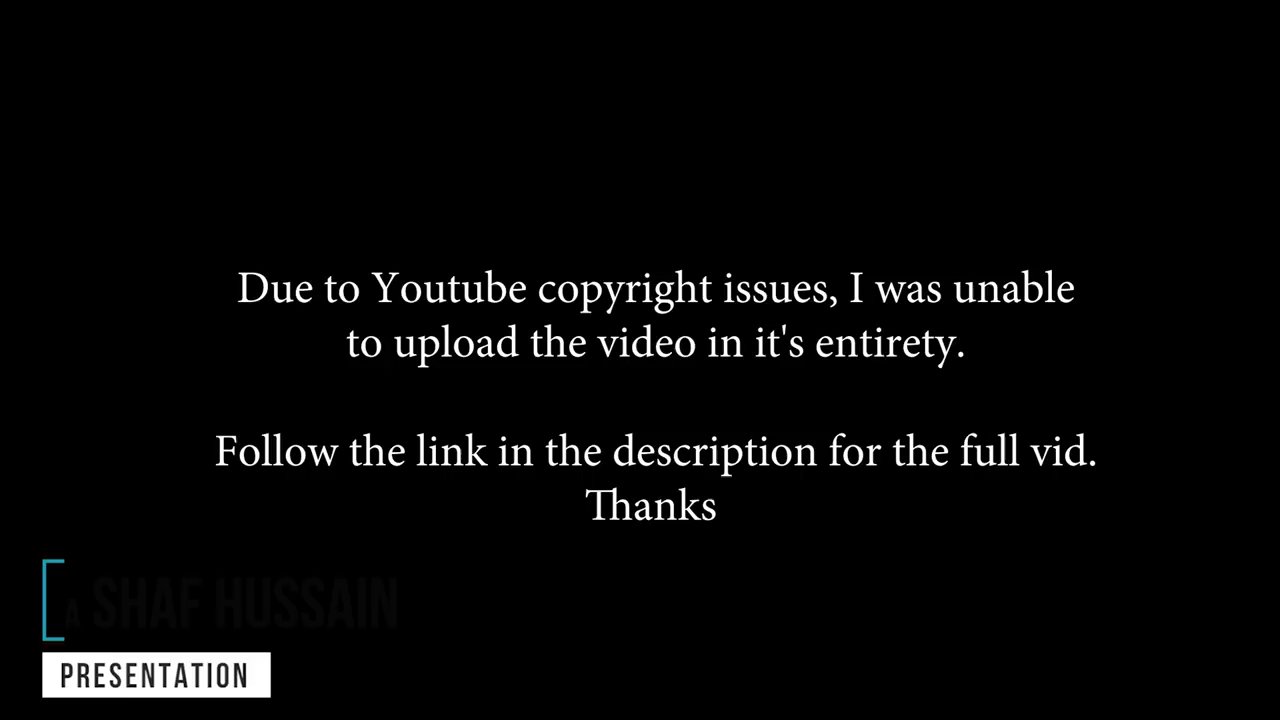 Due to Youtube copyright issues, I was unable
to upload the video in it's entirety.
Follow the link in the description for the full vid.
Thanks
A SHAF HUSSAIN
PRESENTATION